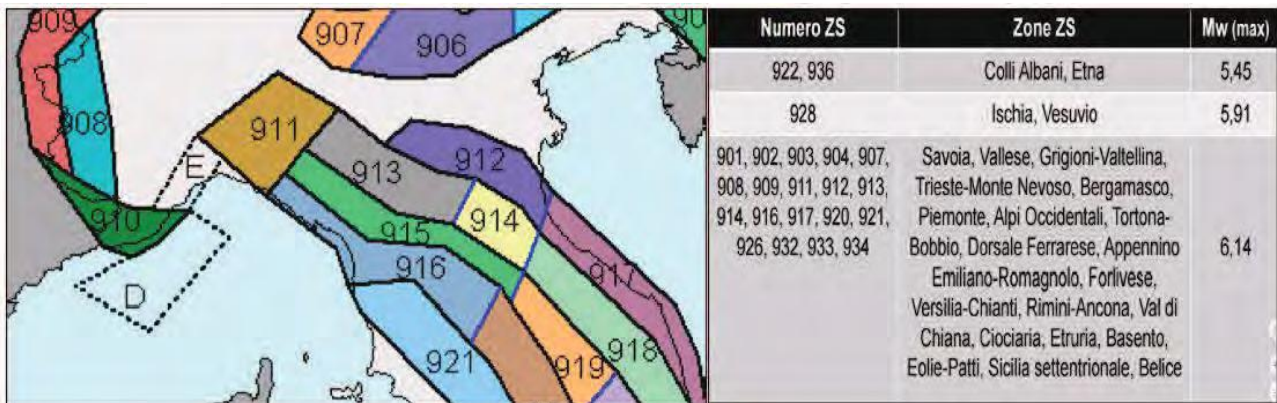 909
907
906
908
911
912
E
913
910
914
915
916
917
D
921
919
918
Numero ZS Zone ZS Mw (max)
922, 936 Colli Albani, Etna 5,45
928 Ischia, Vesuvio 5,91
901, 902, 903, 904, 907, Savoia, Vallese, Grigioni-Valtellina,
908, 909, 911, 912, 913, Trieste-Monte Nevoso, Bergamasco,
914, 916, 917, 920, 921, Piemonte, Alpi Occidentali, Tortona-
926, 932, 933, 934 Bobbio, Dorsale Ferrarese, Appennino 6,14
Emiliano-Romagnolo, Forlivese,
Versilia-Chianti, Rimini-Ancona, Val di
Chiana, Ciociaria, Etruria, Basento,
Eolie-Patti, Sicilia settentrionale, Belice